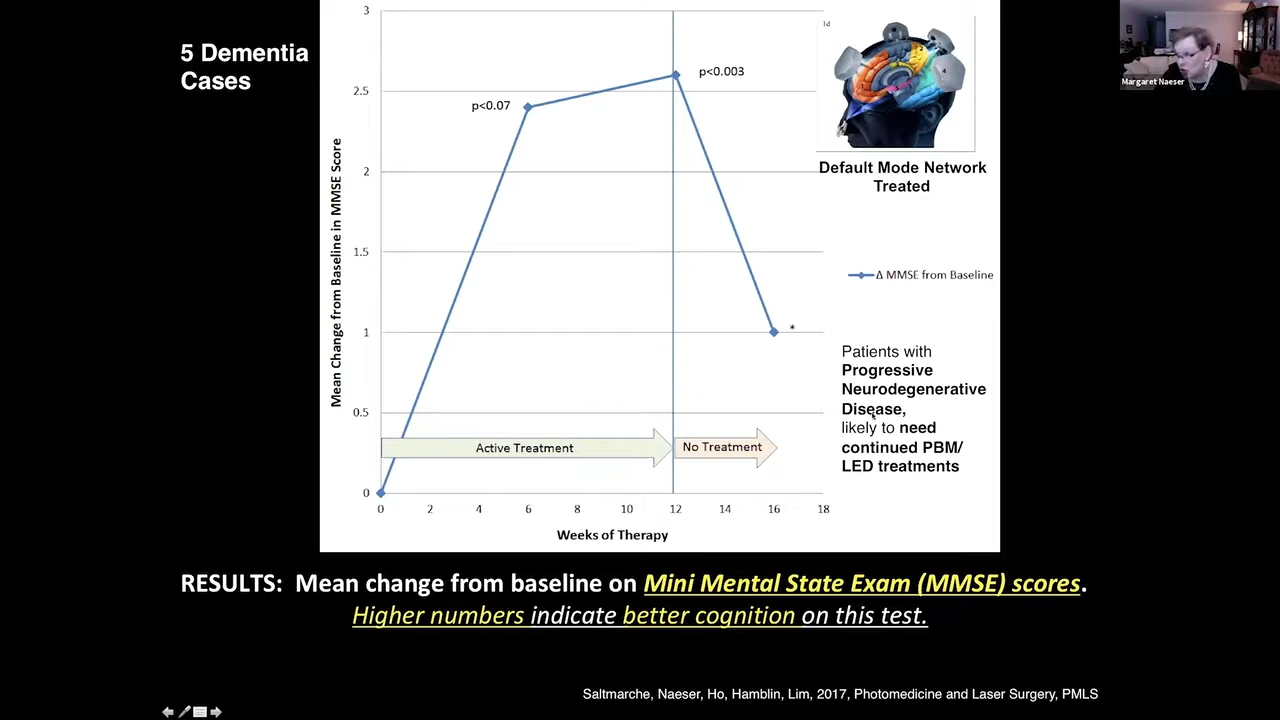 5 Dementia
Cases
3
2.5
2
1.5
1
0.5
0
Mean Change from Baseline in MMSE Score
p<0.07
p<0.003
*
Active Treatment
No Treatment
0 2 4 6 8 10 12 14 16 18
Weeks of Therapy
Default Mode Network
Treated
Δ MMSE from Baseline
Patients with
Progressive
Neurodegenerative
Disease,
likely to need
continued PBM/
LED treatments
Margaret Naeser
RESULTS: Mean change from baseline on Mini Mental State Exam (MMSE) scores.
Higher numbers indicate better cognition on this test.
Saltmarche, Naeser, Ho, Hamblin, Lim, 2017, Photomedicine and Laser Surgery, PMLS